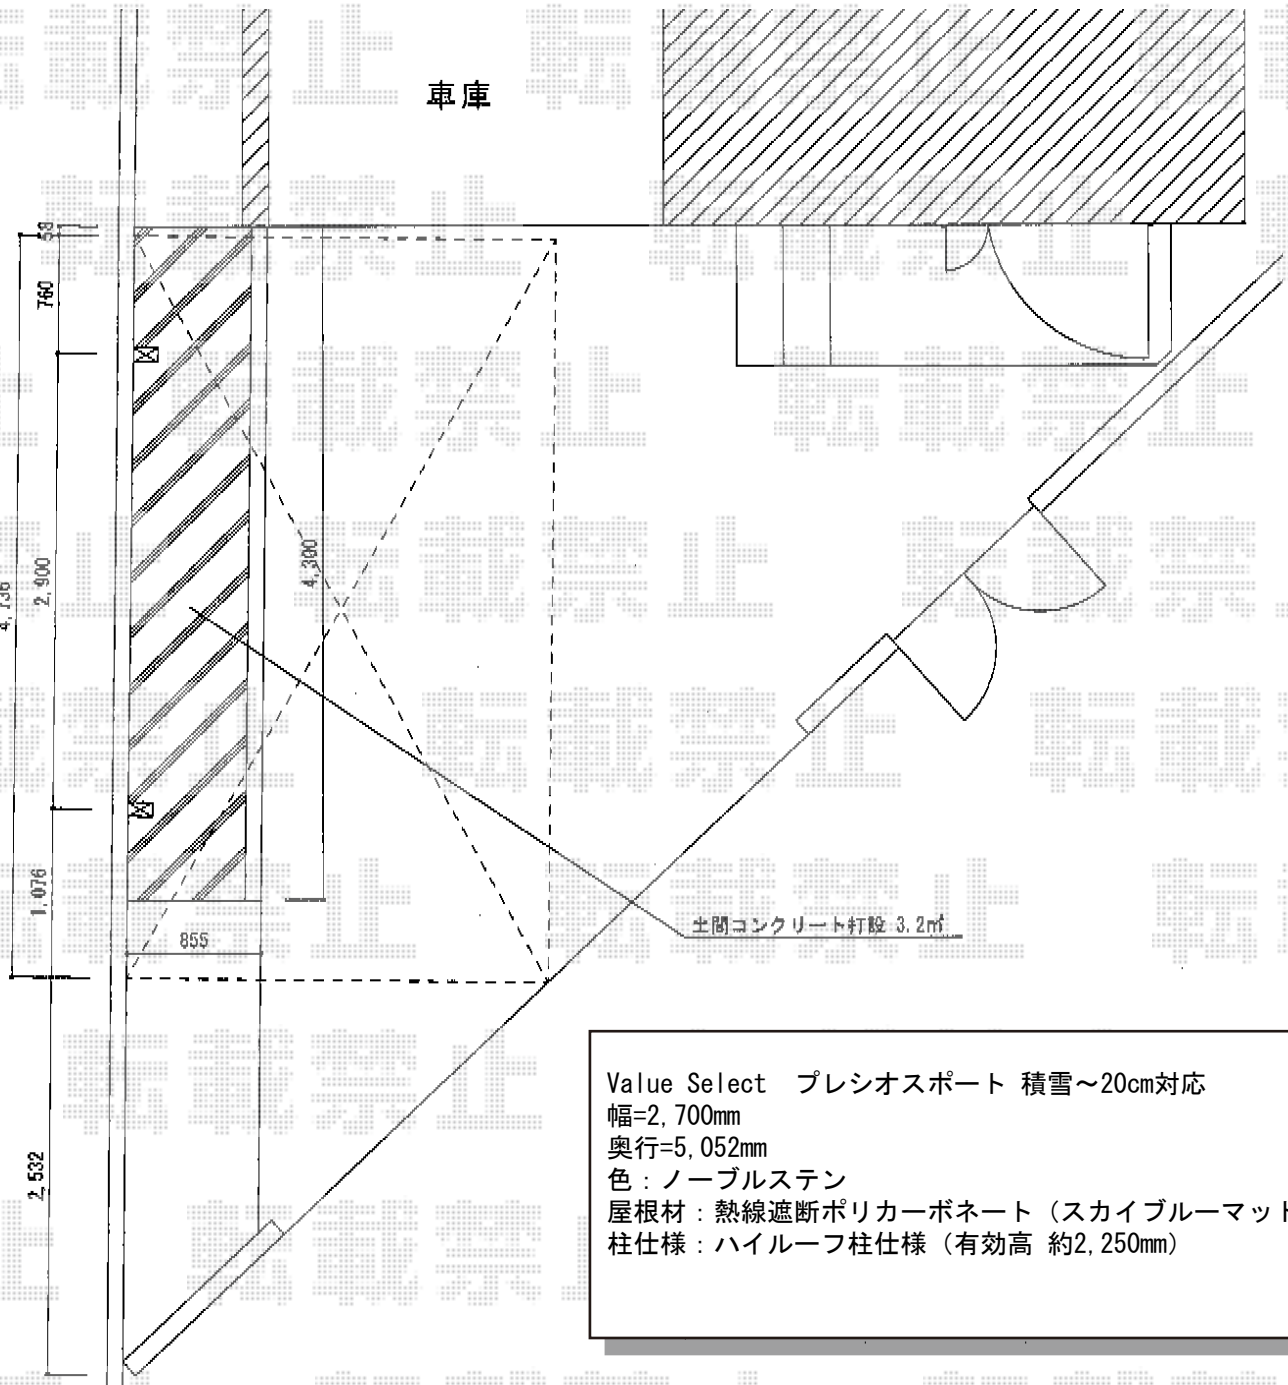 車庫
58
760
4,300
2,900
1,076
855
土間コンクリート打設 3.2㎡
2,532
Value Select プレシオスポート 積雪～20cm対応
幅=2,700mm
奥行=5,052mm
色：ノーブルステン
屋根材：熱線遮断ポリカーボネート（スカイブルーマット
柱仕様：ハイルーフ柱仕様（有効高 約2,250mm）
転載禁止